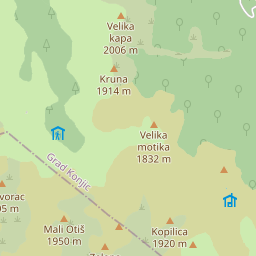 Velika
kapa
2006 m
Kruna
1914 m
Velika
motika
1832 m
Grad Konjic
Mali Otiš
1950 m
Kopilica
1920 m